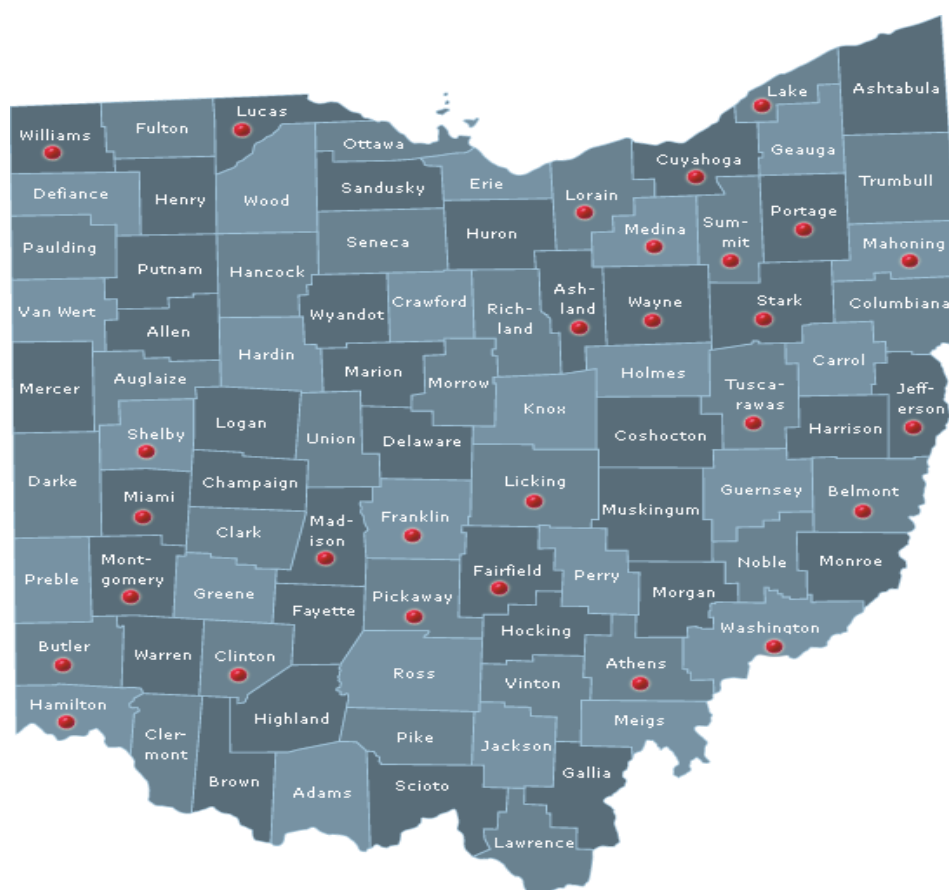 Ashtabula
Lake
Lucas
Williams
Fulton
Ottawa
Geauga
Cuyahoga
Trumbull
Sandusky
Erie
Defiance
Henry
Wood
Lorain
Portage
Sum-
mit
Medina
Huron
Seneca
Mahoning
Paulding
Putnam
Hancock
Ash-
land
Wayne
Stark
Columbiana
Van Wert
Wyandot
Crawford
Rich-
land
Allen
Hardin
Carrol
Marion
Holmes
Auglaize
Morrow
Mercer
Tusca-
rawas
Jeff-
erson
Knox
Logan
Shelby
Union
Delaware
Coshocton
Harrison
Darke
Champaign
Licking
Guernsey
Belmont
Miami
Muskingum
Franklin
Mad-
ison
Clark
Mont-
gomery
Noble
Monroe
Fairfield
Perry
Preble
Greene
Pickaway
Morgan
Fayette
Hocking
Washington
Butler
Warren
Clinton
Athens
Ross
Vinton
Hamilton
Highland
Meigs
Cler-
mont
Pike
Jackson
Gallia
Brown
Scioto
Adams
Lawrence